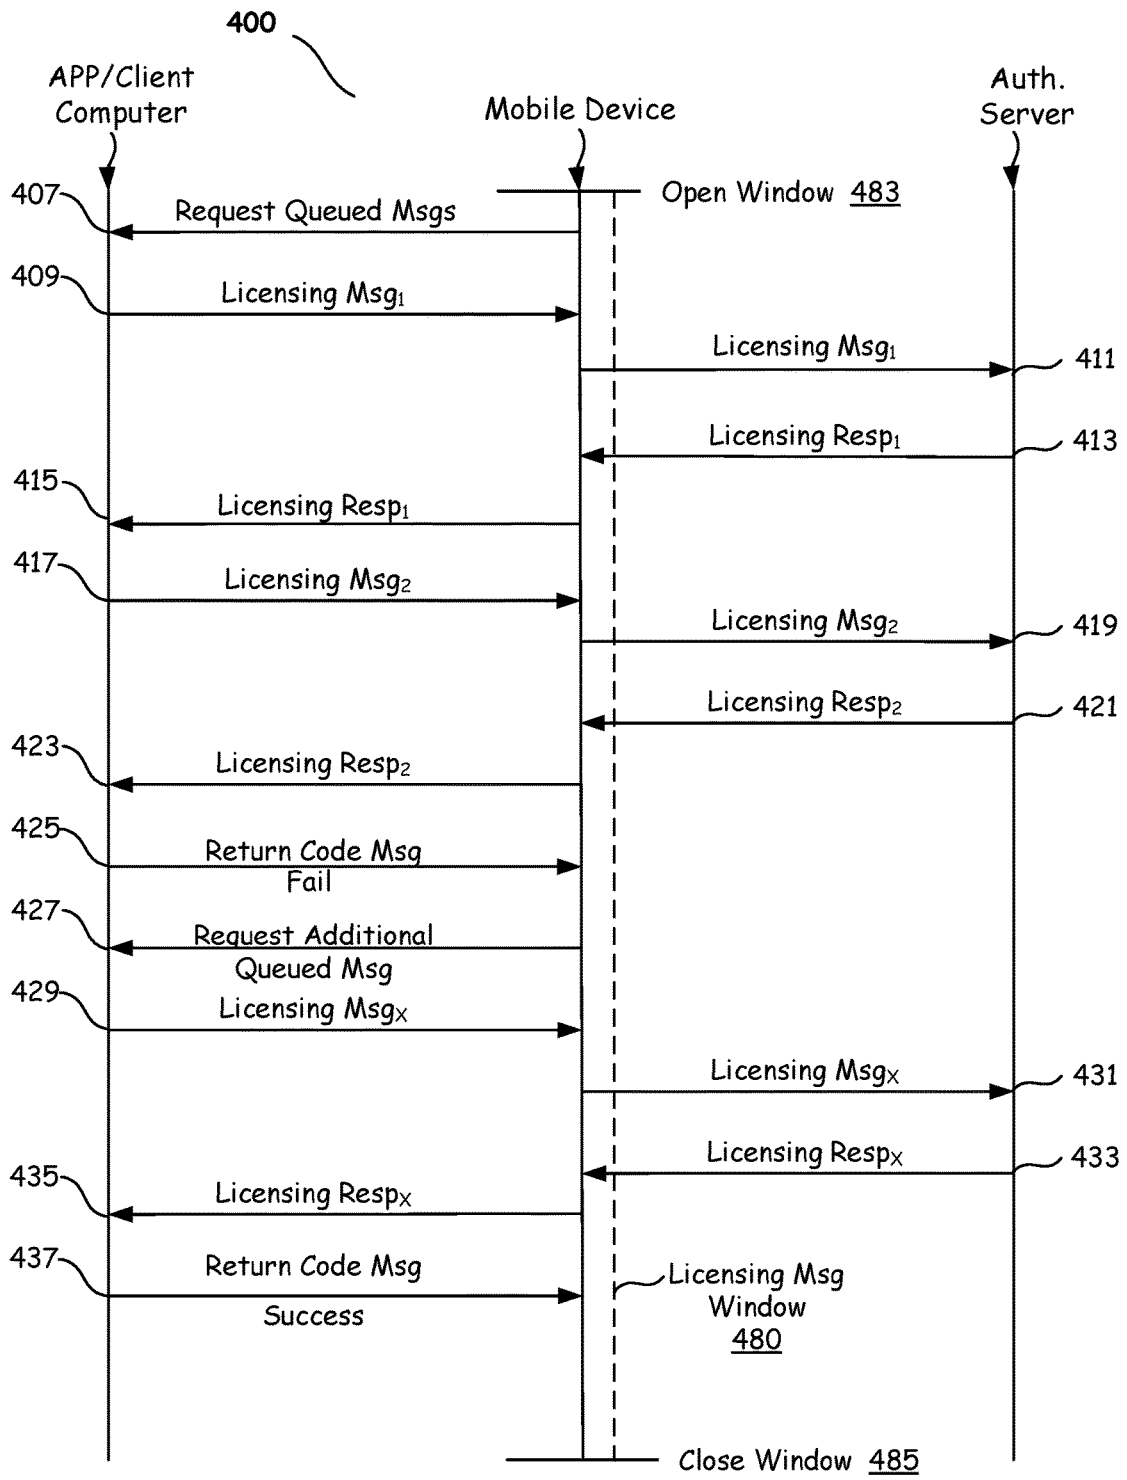 400
APP/Client
Computer
Mobile Device
Auth.
Server
Open Window 483
407
Request Queued Msgs
409
Licensing Msg1
Licensing Msg1
411
Licensing Resp1
413
415
Licensing Resp1
417
Licensing Msg2
Licensing Msg2
419
Licensing Resp2
421
423
Licensing Resp2
425
Return Code Msg
Fail
427
Request Additional
Queued Msg
429
Licensing MsgX
Licensing MsgX
431
Licensing RespX
433
435
Licensing RespX
437
Return Code Msg
Success
Licensing Msg
Window
480
Close Window 485